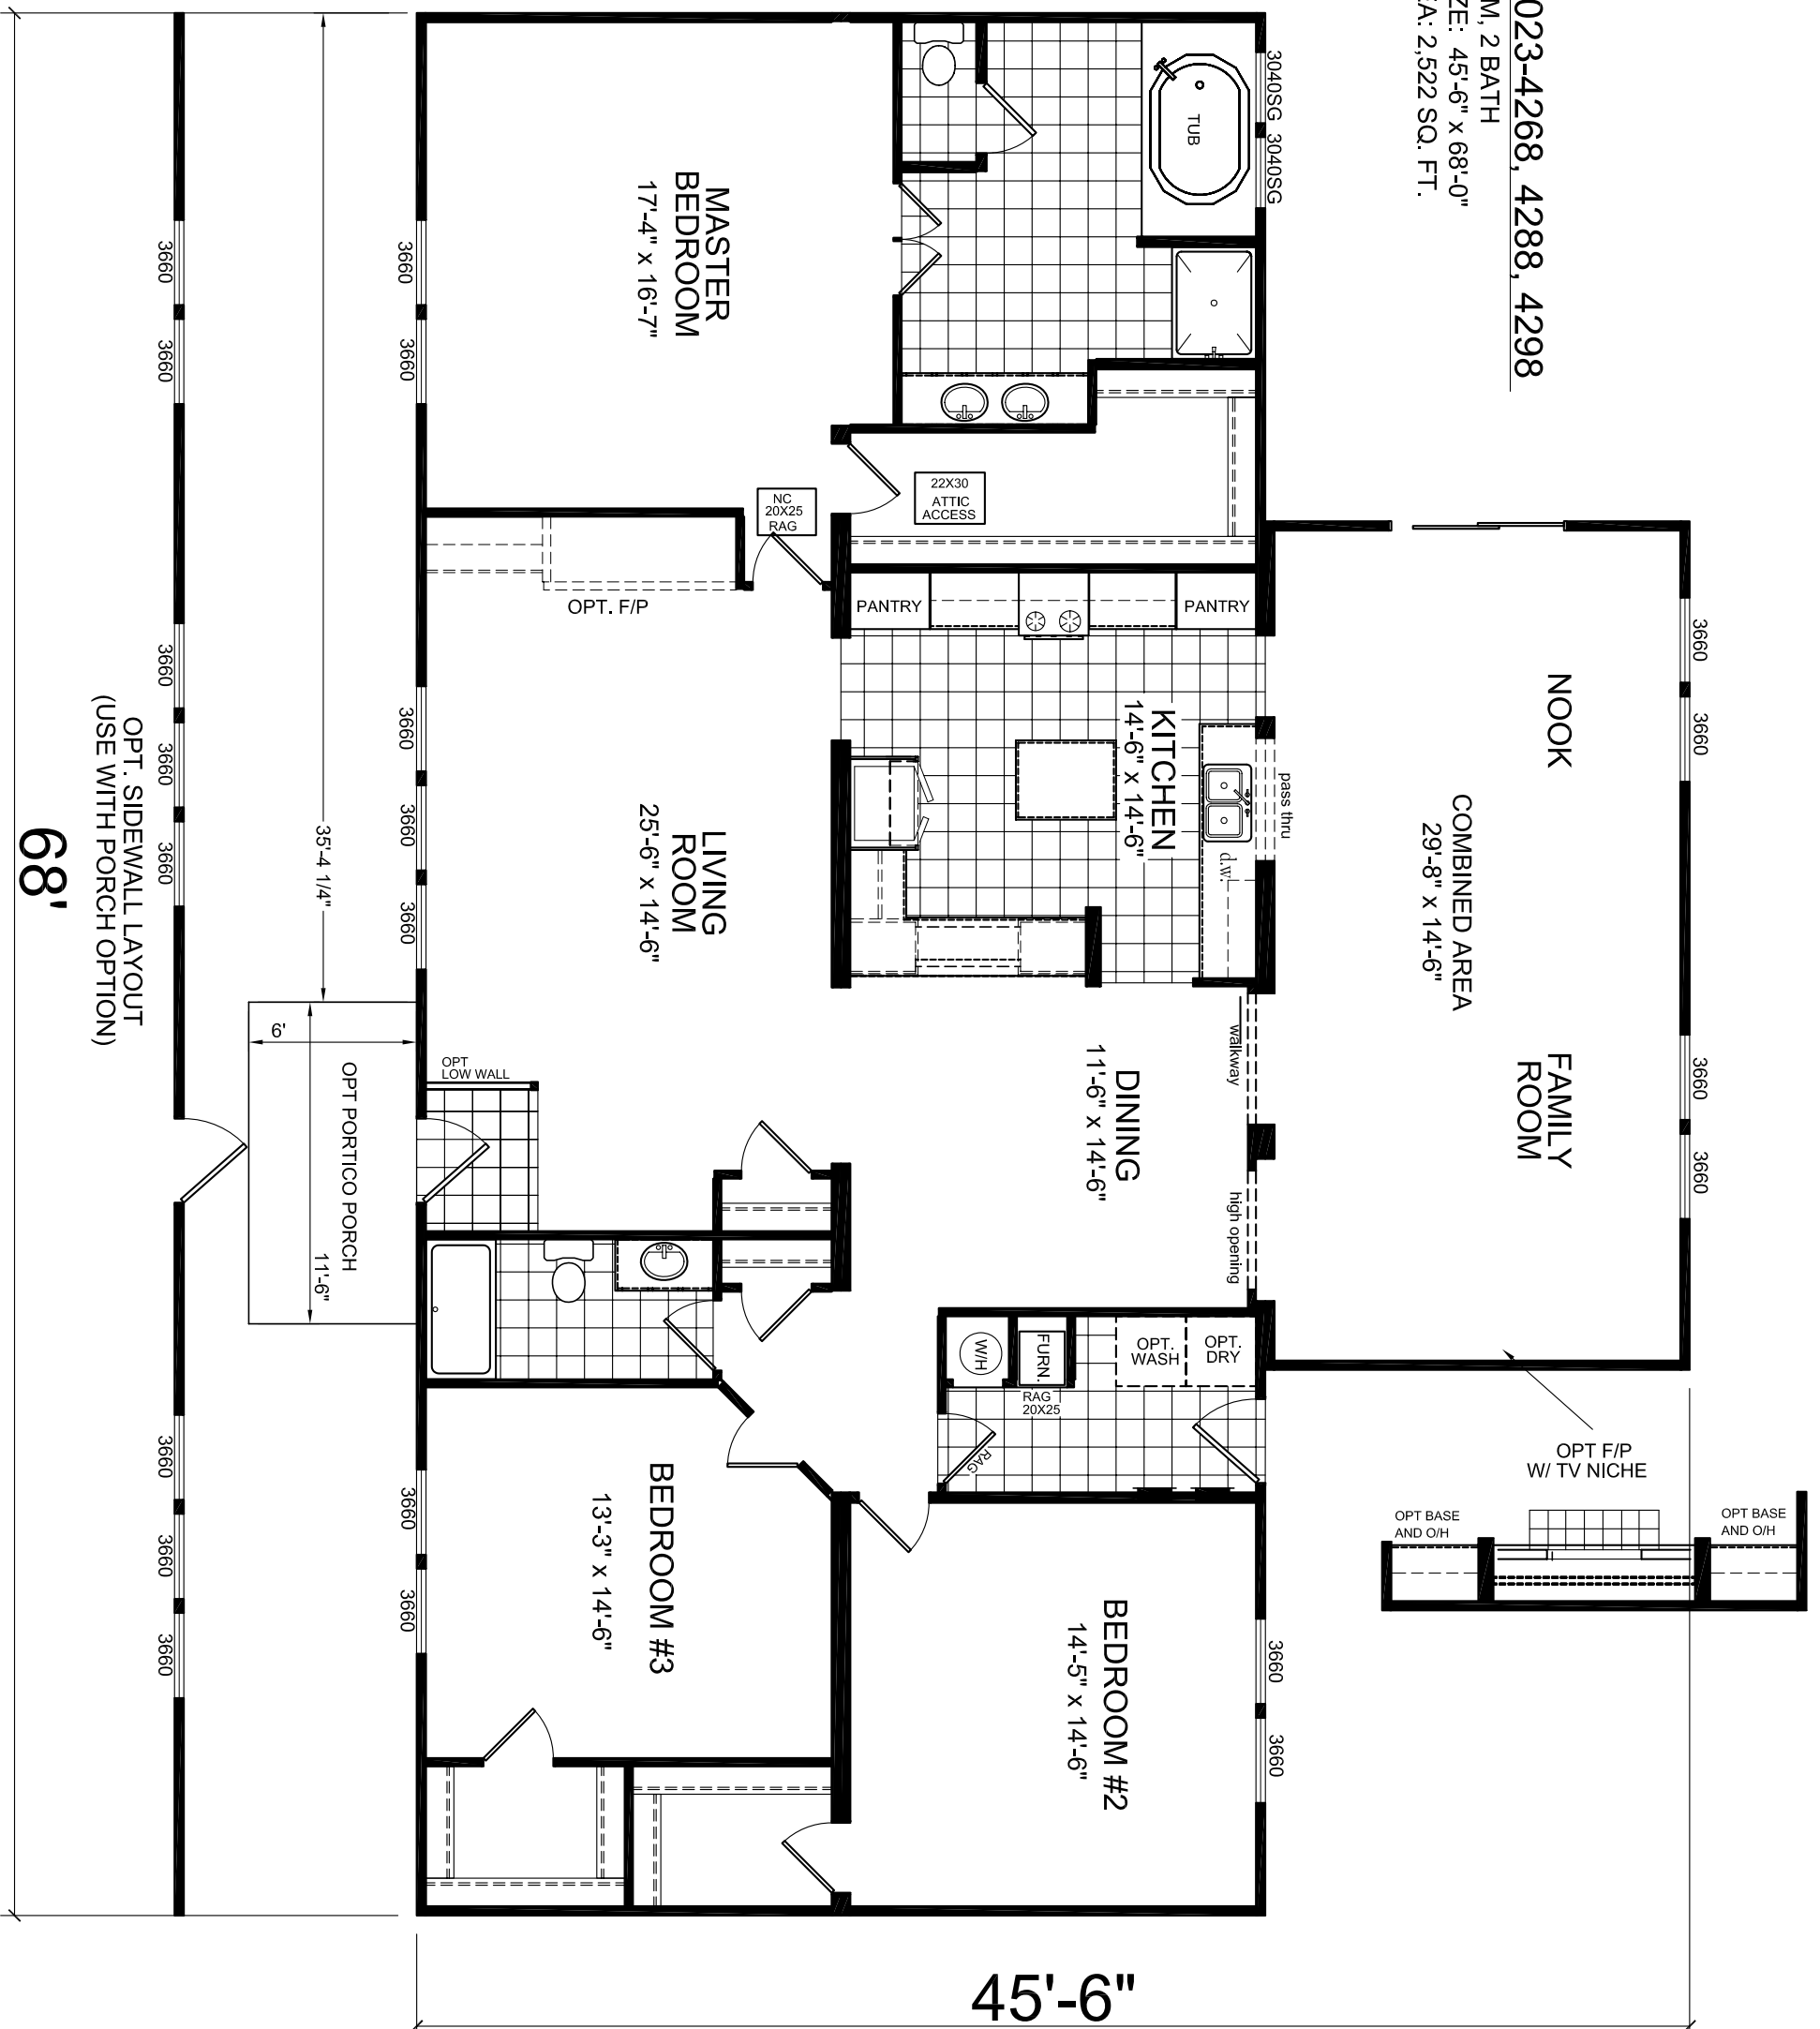 023-4268, 4288, 4298
M, 2 BATH
ZE: 45'-6" x 68'-0"
EA: 2,522 SQ. FT.
3040SG 3040SG
TUB
MASTER
BEDROOM
17'-4" x 16'-7"
3660
3660
3660
3660
22X30
ATTIC
ACCESS
NC
20X25
RAG
OPT. F/P
PANTRY
PANTRY
3660
3660
NOOK
COMBINED AREA
29'-8" x 14'-6"
FAMILY
ROOM
3660
3660
KITCHEN
14'-6" x 14'-6"
pass thru
d.w.
LIVING
ROOM
25'-6" x 14'-6"
3660
3660
3660
3660
3660
3660
35'-4 1/4"
OPT. SIDEWALL LAYOUT
(USE WITH PORCH OPTION)
68'
6'
OPT PORTICO PORCH
11'-6"
OPT
LOW WALL
walkway
DINING
11'-6" x 14'-6"
high opening
W/H
FURN.
OPT.
WASH
OPT.
DRY
RAG
20X25
RAG
OPT F/P
W/ TV NICHE
OPT BASE
AND O/H
OPT BASE
AND O/H
BEDROOM #3
13'-3" x 14'-6"
3660
3660
3660
3660
3660
BEDROOM #2
14'-5" x 14'-6"
3660
3660
45'-6"